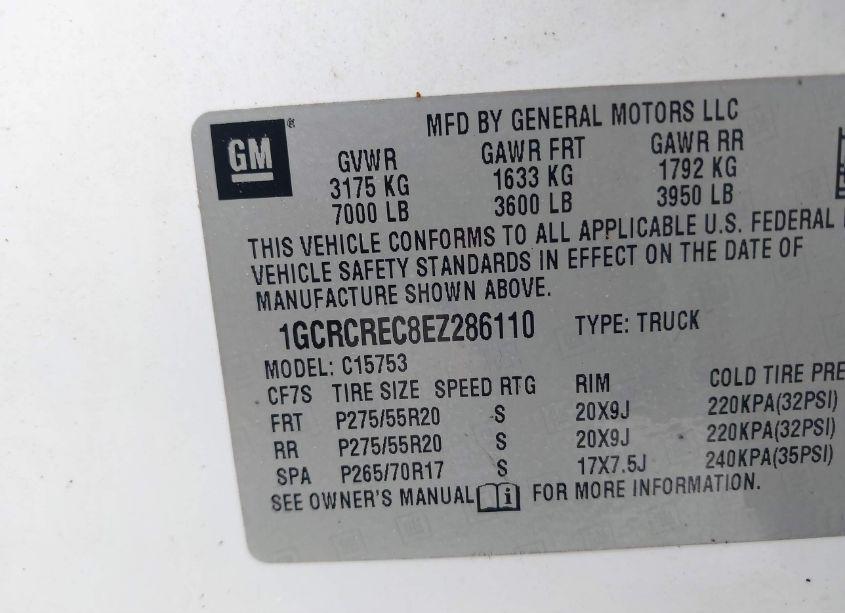 GM ®
MFD BY GENERAL MOTORS LLC
GVWR GAWR FRT GAWR RR
3175 KG 1633 KG 1792 KG
7000 LB 3600 LB 3950 LB
THIS VEHICLE CONFORMS TO ALL APPLICABLE U.S. FEDERAL
VEHICLE SAFETY STANDARDS IN EFFECT ON THE DATE OF
MANUFACTURE SHOWN ABOVE.
1GCRCREC8EZ286110 TYPE: TRUCK
MODEL: C15753
CF7S TIRE SIZE SPEED RTG RIM COLD TIRE PRE
FRT P275/55R20 S 20X9J 220KPA(32PSI)
RR P275/55R20 S 20X9J 220KPA(32PSI)
SPA P265/70R17 S 17X7.5J 240KPA(35PSI)
SEE OWNER'S MANUAL i FOR MORE INFORMATION.